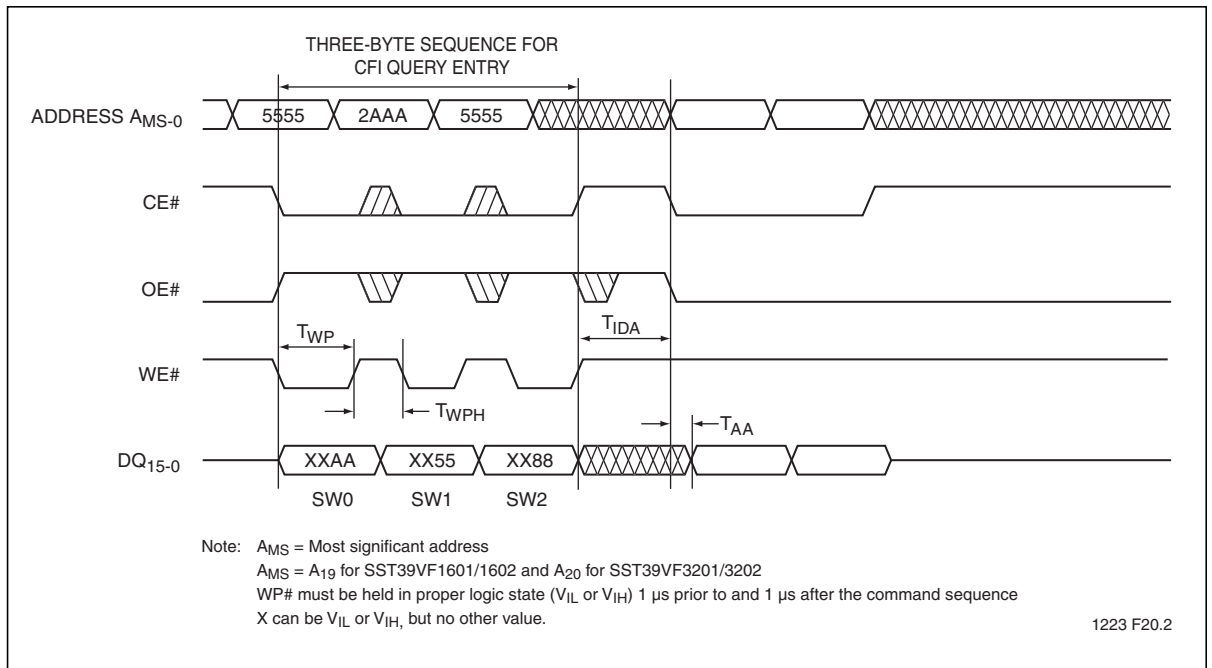 THREE-BYTE SEQUENCE FOR
CFI QUERY ENTRY
ADDRESS AMS-0
5555 2AAA 5555
CE#
OE#
TWP
TIDA
WE#
TWPH
TAA
DQ15-0
XXAA XX55 XX88
SW0 SW1 SW2
Note: AMS = Most significant address
AMS = A19 for SST39VF1601/1602 and A20 for SST39VF3201/3202
WP# must be held in proper logic state (VIL or VIH) 1 µs prior to and 1 µs after the command sequence
X can be VIL or VIH, but no other value.
1223 F20.2